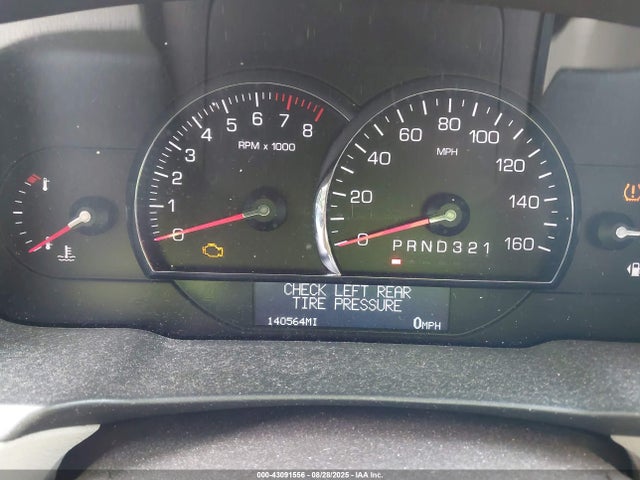 1 2 3 4 5 6 7 8
RPM x 1000
0
0 20 40 60 80 100 120 140 160
MPH
PRND321
CHECK LEFT REAR
TIRE PRESSURE
140564MI 0MPH
000-43091556 08/28/2025 IAA Inc.